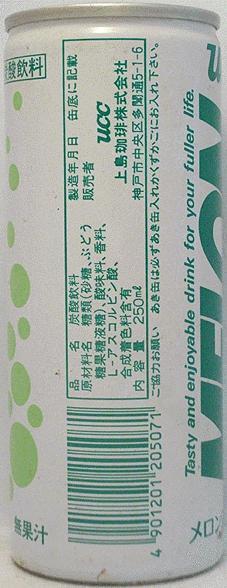 炭酸飲料
品名 炭酸飲料
原材料名 糖類(砂糖、ぶどう
糖果糖液糖)、酸味料、香料、
L-アスコルビン酸、
合成着色料含有
内容量 250ml
製造年月日 缶底に記載
販売者 ucc
上島珈琲株式会社
神戸市中央区多聞通5-1-6
ご協力お願い あき缶は必ずあき缶入れかくずかごにお入れ下さい。
4 901201 205071
Tasty and enjoyable drink for your fuller life.
MELON
メロン
無果汁